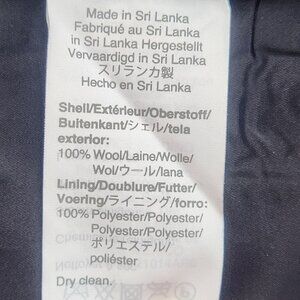 Made in Sri Lanka
Fabriqué au Sri Lanka
in Sri Lanka Hergestellt
Vervaardigd in Sri Lanka
スリランカ製
Hecho en Sri Lanka
Shell/Extérieur/Oberstoff/
Buitenkant/シェル/tela
exterior:
100% Wool/Laine/Wolle/
Wol/ウール/lana
Lining/Doublure/Futter/
Voering/ライニング/forro:
100% Polyester/Polyester/
Polyester/Polyester/
ポリエステル/
poliéster
Dry clean.